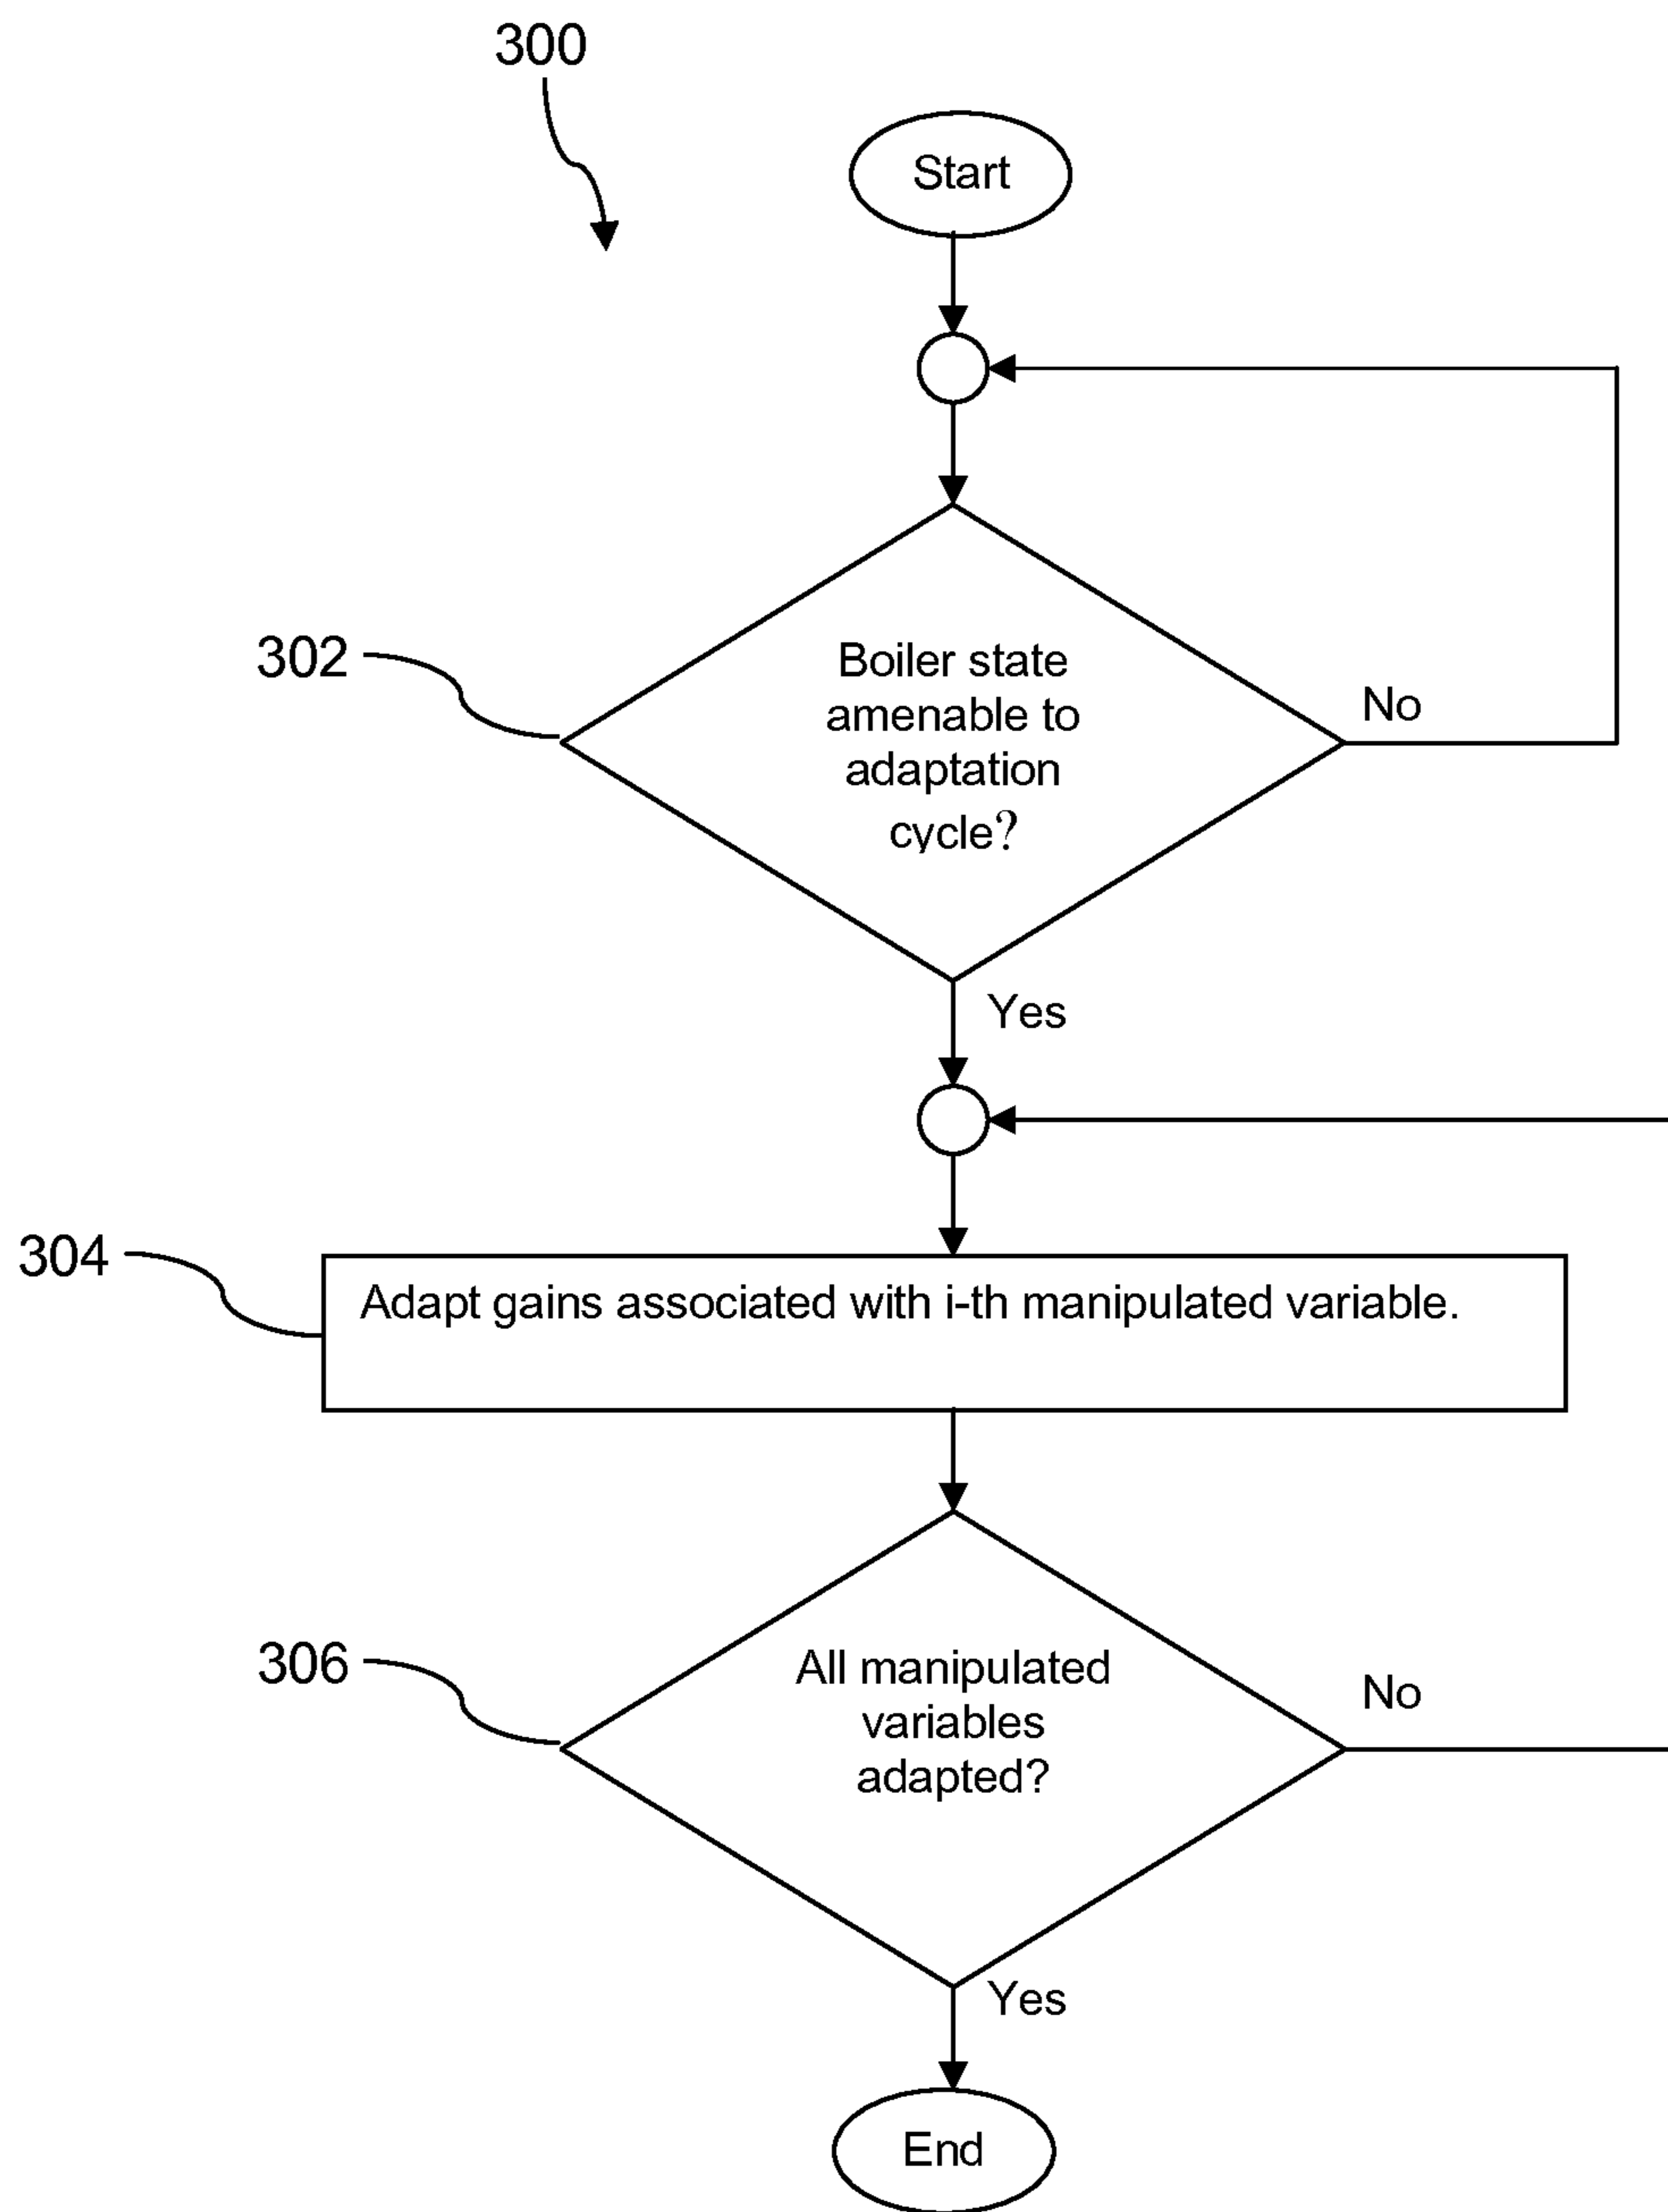 300
Start
302
Boiler state
amenable to
adaptation
cycle?
No
Yes
304
Adapt gains associated with i-th manipulated variable.
306
All manipulated
variables
adapted?
No
Yes
End